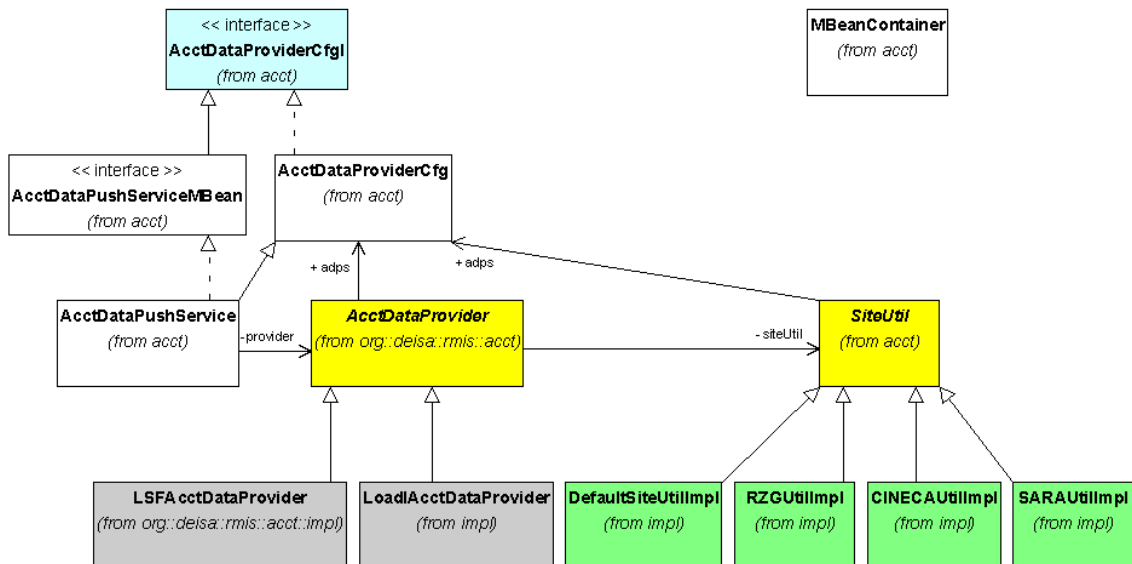 << interface >>
AcctDataProviderCfgI
(from acct)
MBeanContainer
(from acct)
<< interface >>
AcctDataPushServiceMBean
(from acct)
AcctDataProviderCfg
(from acct)
+ adps
+ adps
AcctDataPushService
(from acct)
-provider
AcctDataProvider
(from org::deisa::rmis::acct)
- siteUtil
SiteUtil
(from acct)
LSFAcctDataProvider
(from org::deisa::rmis::acct::impl)
LoadlAcctDataProvider
(from impl)
DefaultSiteUtilImpl
(from impl)
RZGUtilImpl
(from impl)
CINECAUtilImpl
(from impl)
SARAUtilImpl
(from impl)